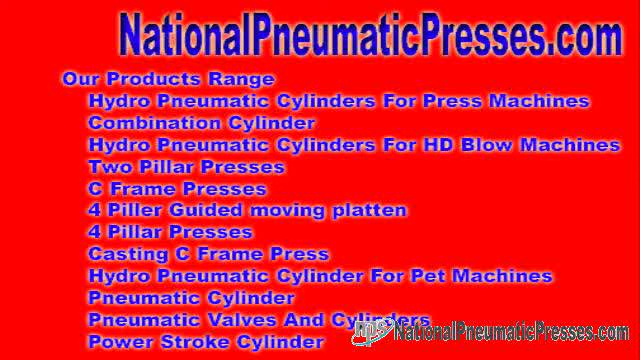 NationalPneumaticPresses.com
Our Products Range
Hydro Pneumatic Cylinders For Press Machines
Combination Cylinder
Hydro Pneumatic Cylinders For HD Blow Machines
Two Pillar Presses
C Frame Presses
4 Piller Guided moving platten
4 Pillar Presses
Casting C Frame Press
Hydro Pneumatic Cylinder For Pet Machines
Pneumatic Cylinder
Pneumatic Valves And Cylinders
NationalPneumaticPresses.com
Power Stroke Cylinder